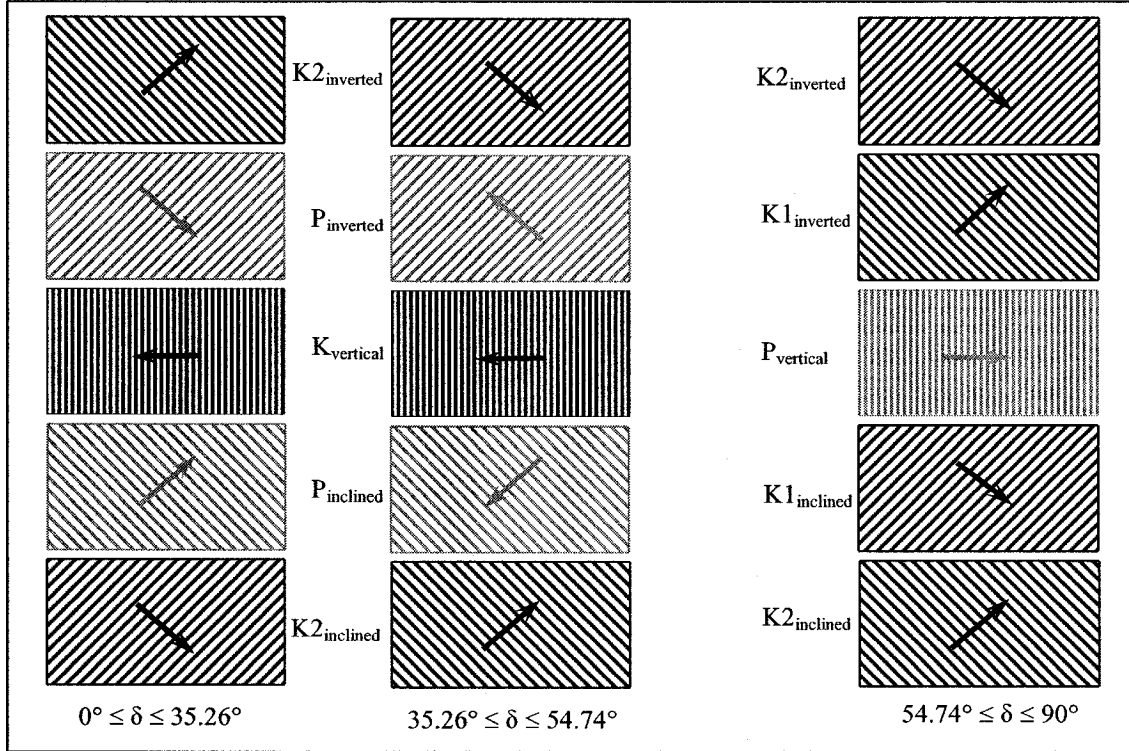 K2inverted
K2inverted
Pinverted
K1inverted
Kvertical
Pvertical
Pinclined
K1inclined
K2inclined
K2inclined
0° ≤ δ ≤ 35.26°
35.26° ≤ δ ≤ 54.74°
54.74° ≤ δ ≤ 90°